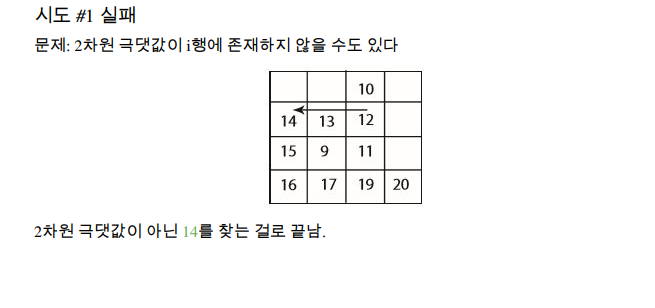 시도 #1 실패
문제: 2차원 극댓값이 i행에 존재하지 않을 수도 있다
10
14 13 12
15 9 11
16 17 19 20
2차원 극댓값이 아닌 14를 찾는 걸로 끝남.